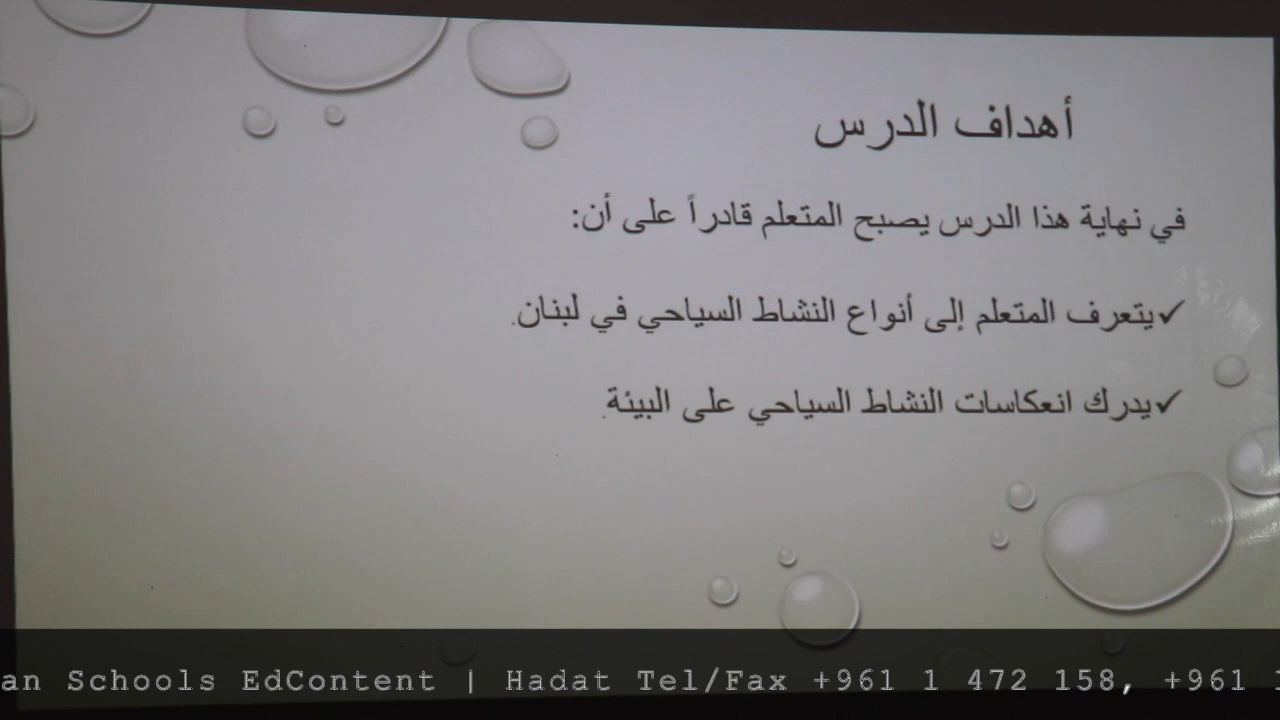 أهداف الدرس
في نهاية هذا الدرس يصبح المتعلم قادراً على أن:
✓يتعرف المتعلم إلى أنواع النشاط السياحي في لبنان.
✓يدرك انعكاسات النشاط السياحي على البيئة.
an Schools EdContent | Hadat Tel/Fax +961 1 472 158, +961